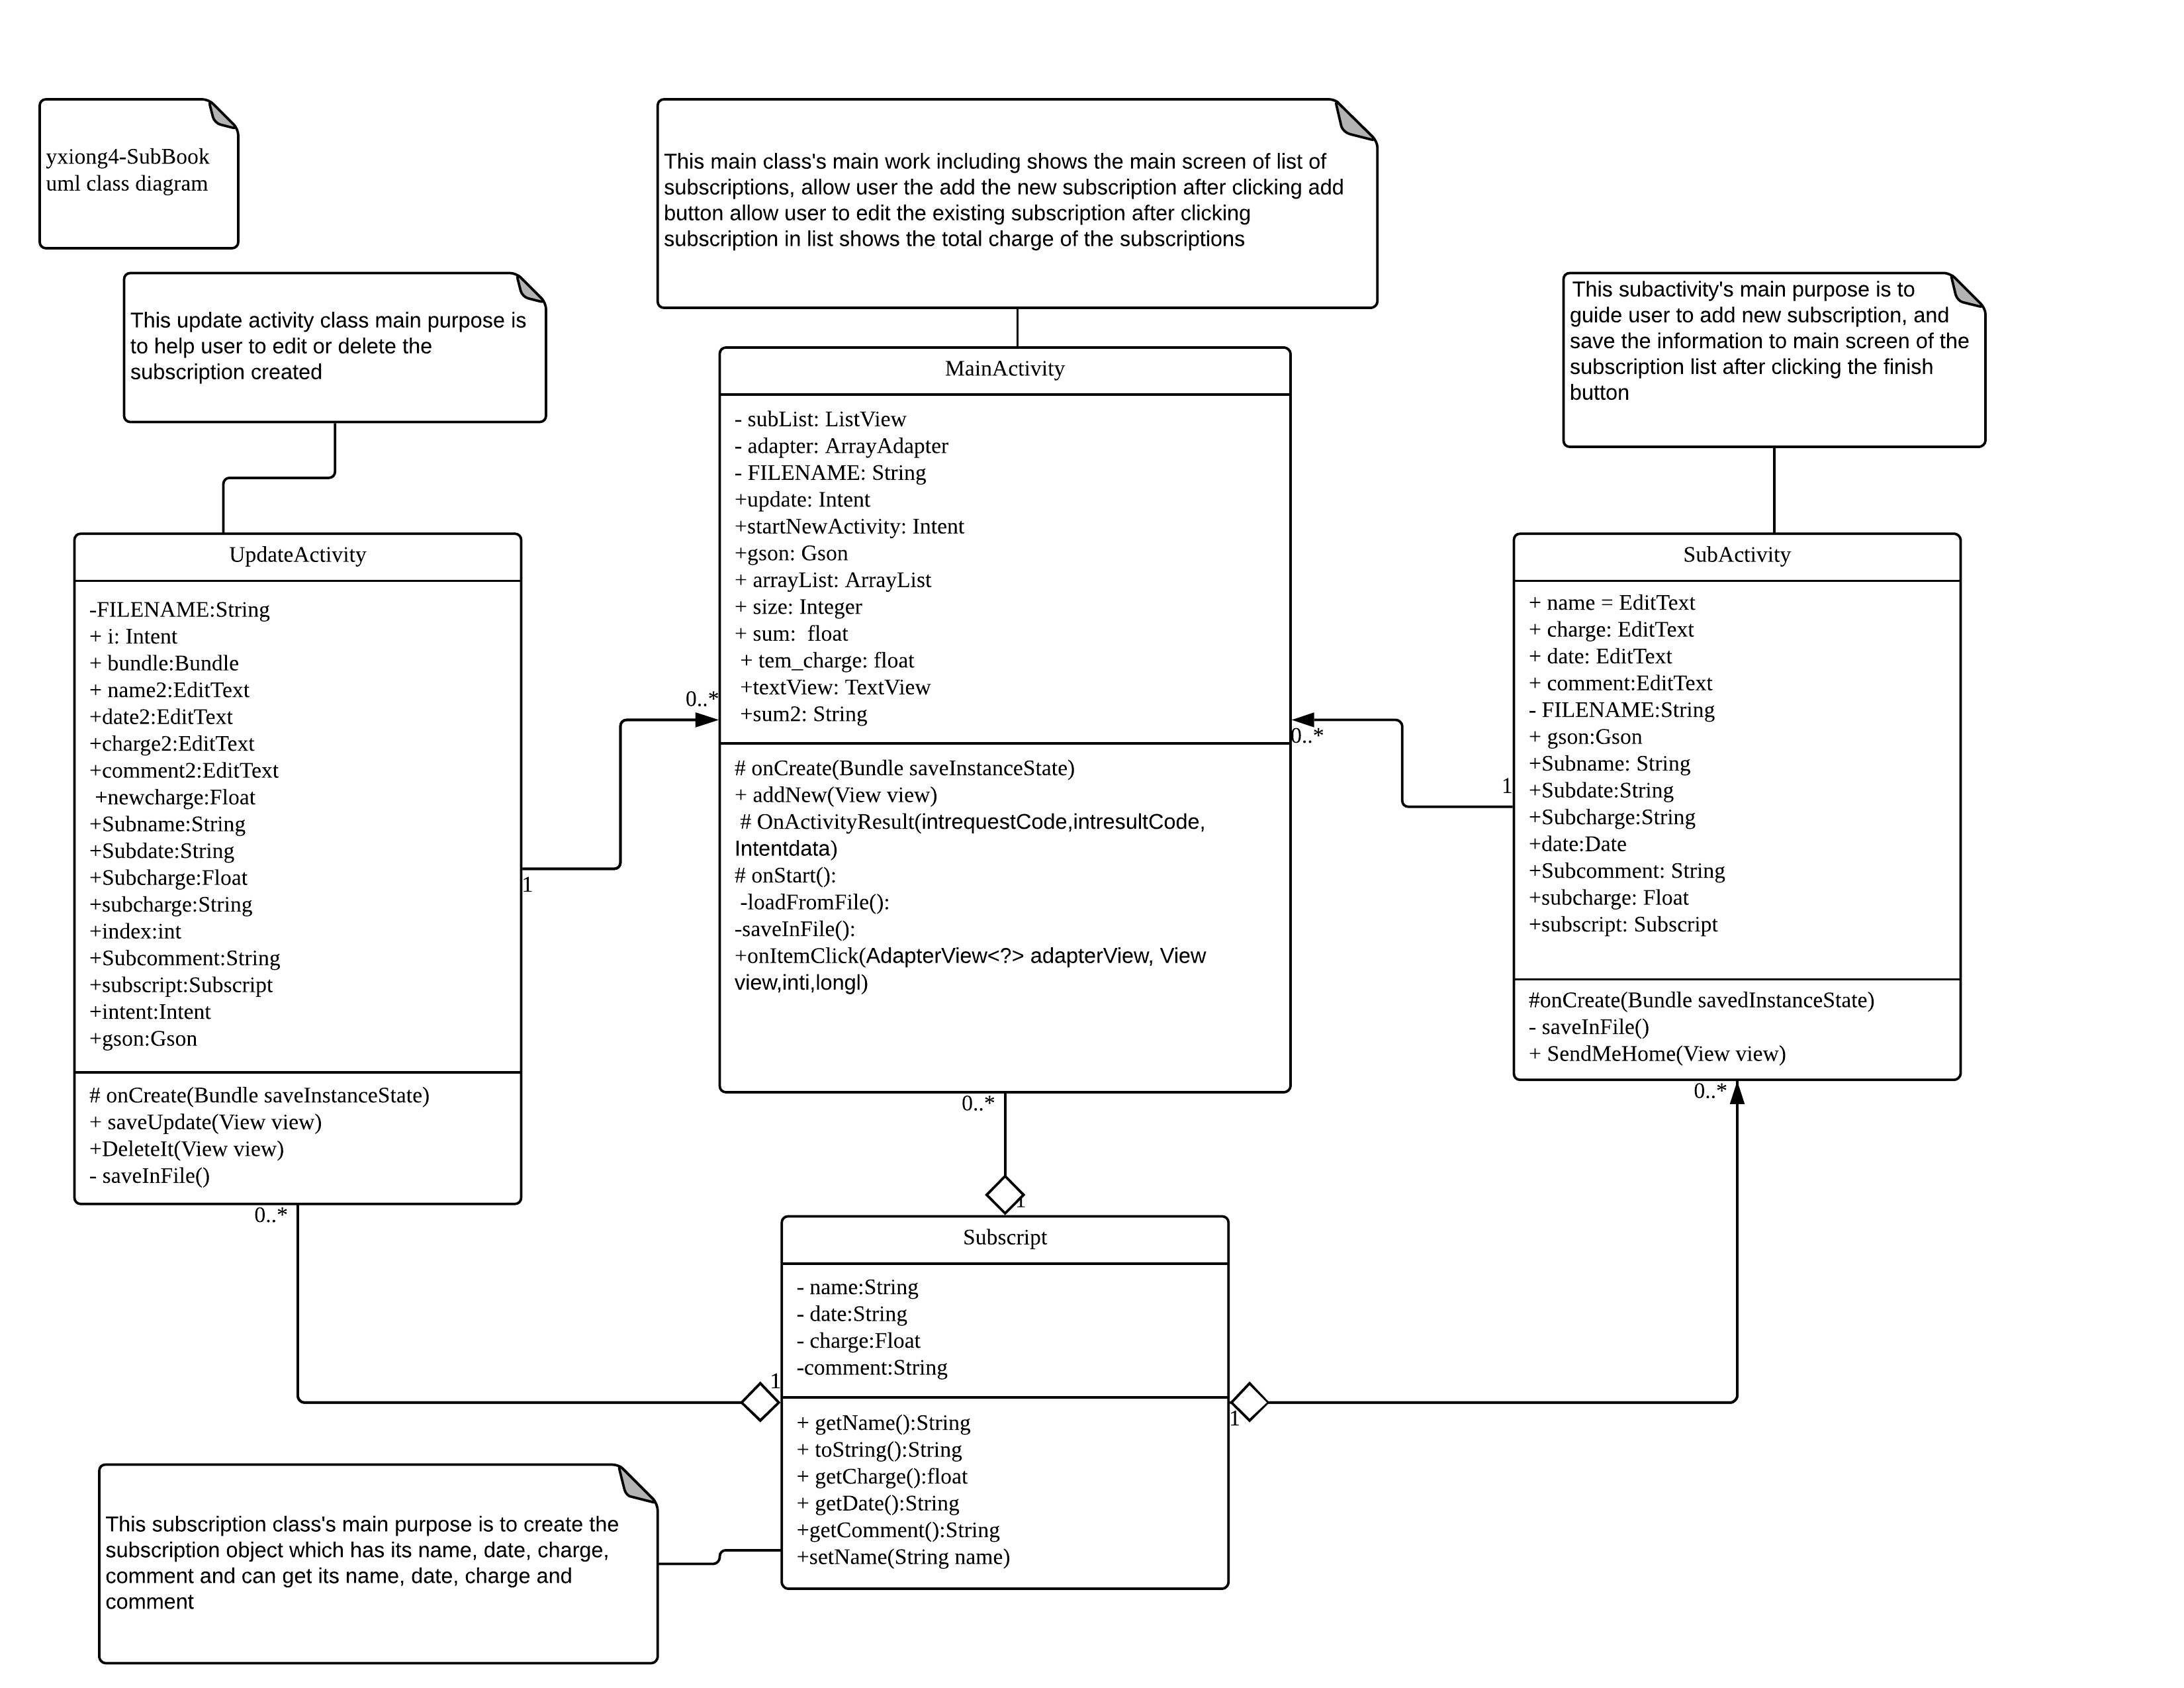 yxiong4-SubBook
uml class diagram
This main class's main work including shows the main screen of list of
subscriptions, allow user the add the new subscription after clicking add
button allow user to edit the existing subscription after clicking
subscription in list shows the total charge of the subscriptions
This update activity class main purpose is
to help user to edit or delete the
subscription created
This subactivity's main purpose is to
guide user to add new subscription, and
save the information to main screen of the
subscription list after clicking the finish
button
MainActivity
- subList: ListView
- adapter: ArrayAdapter
- FILENAME: String
+update: Intent
+startNewActivity: Intent
+gson: Gson
+ arrayList: ArrayList
+ size: Integer
+ sum:  float
+ tem_charge: float
+textView: TextView
+sum2: String
# onCreate(Bundle saveInstanceState)
+ addNew(View view)
# OnActivityResult(intrequestCode,intresultCode,
Intentdata)
# onStart():
-loadFromFile():
-saveInFile():
+onItemClick(AdapterView<?> adapterView, View
view,inti,longl)
UpdateActivity
-FILENAME:String
+ i: Intent
+ bundle:Bundle
+ name2:EditText
+date2:EditText
+charge2:EditText
+comment2:EditText
+newcharge:Float
+Subname:String
+Subdate:String
+Subcharge:Float
+subcharge:String
+index:int
+Subcomment:String
+subscript:Subscript
+intent:Intent
+gson:Gson
# onCreate(Bundle saveInstanceState)
+ saveUpdate(View view)
+DeleteIt(View view)
- saveInFile()
SubActivity
+ name = EditText
+ charge: EditText
+ date: EditText
+ comment:EditText
- FILENAME:String
+ gson:Gson
+Subname: String
+Subdate:String
+Subcharge:String
+date:Date
+Subcomment: String
+subcharge: Float
+subscript: Subscript
#onCreate(Bundle savedInstanceState)
- saveInFile()
+ SendMeHome(View view)
0..*
1
0..*
1
0..*
1
0..*
1
0..*
1
Subscript
- name:String
- date:String
- charge:Float
-comment:String
+ getName():String
+ toString():String
+ getCharge():float
+ getDate():String
+getComment():String
+setName(String name)
This subscription class's main purpose is to create the
subscription object which has its name, date, charge,
comment and can get its name, date, charge and
comment